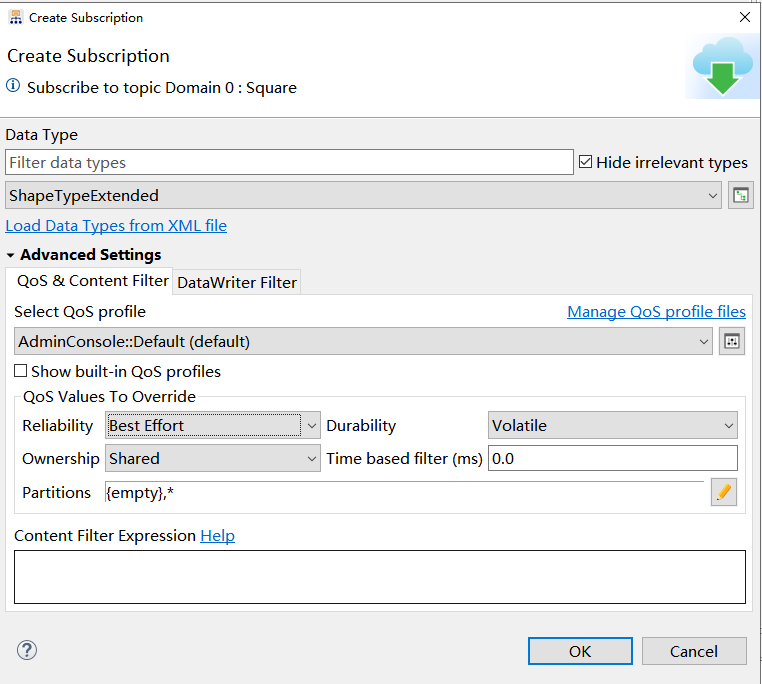 Create Subscription
Create Subscription
Subscribe to topic Domain 0 : Square
Data Type
Filter data types
Hide irrelevant types
ShapeTypeExtended
Load Data Types from XML file
Advanced Settings
QoS & Content Filter DataWriter Filter
Select QoS profile Manage QoS profile files
AdminConsole::Default (default)
Show built-in QoS profiles
QoS Values To Override
Reliability Best Effort Durability Volatile
Ownership Shared Time based filter (ms) 0.0
Partitions {empty},*
Content Filter Expression Help
? OK Cancel